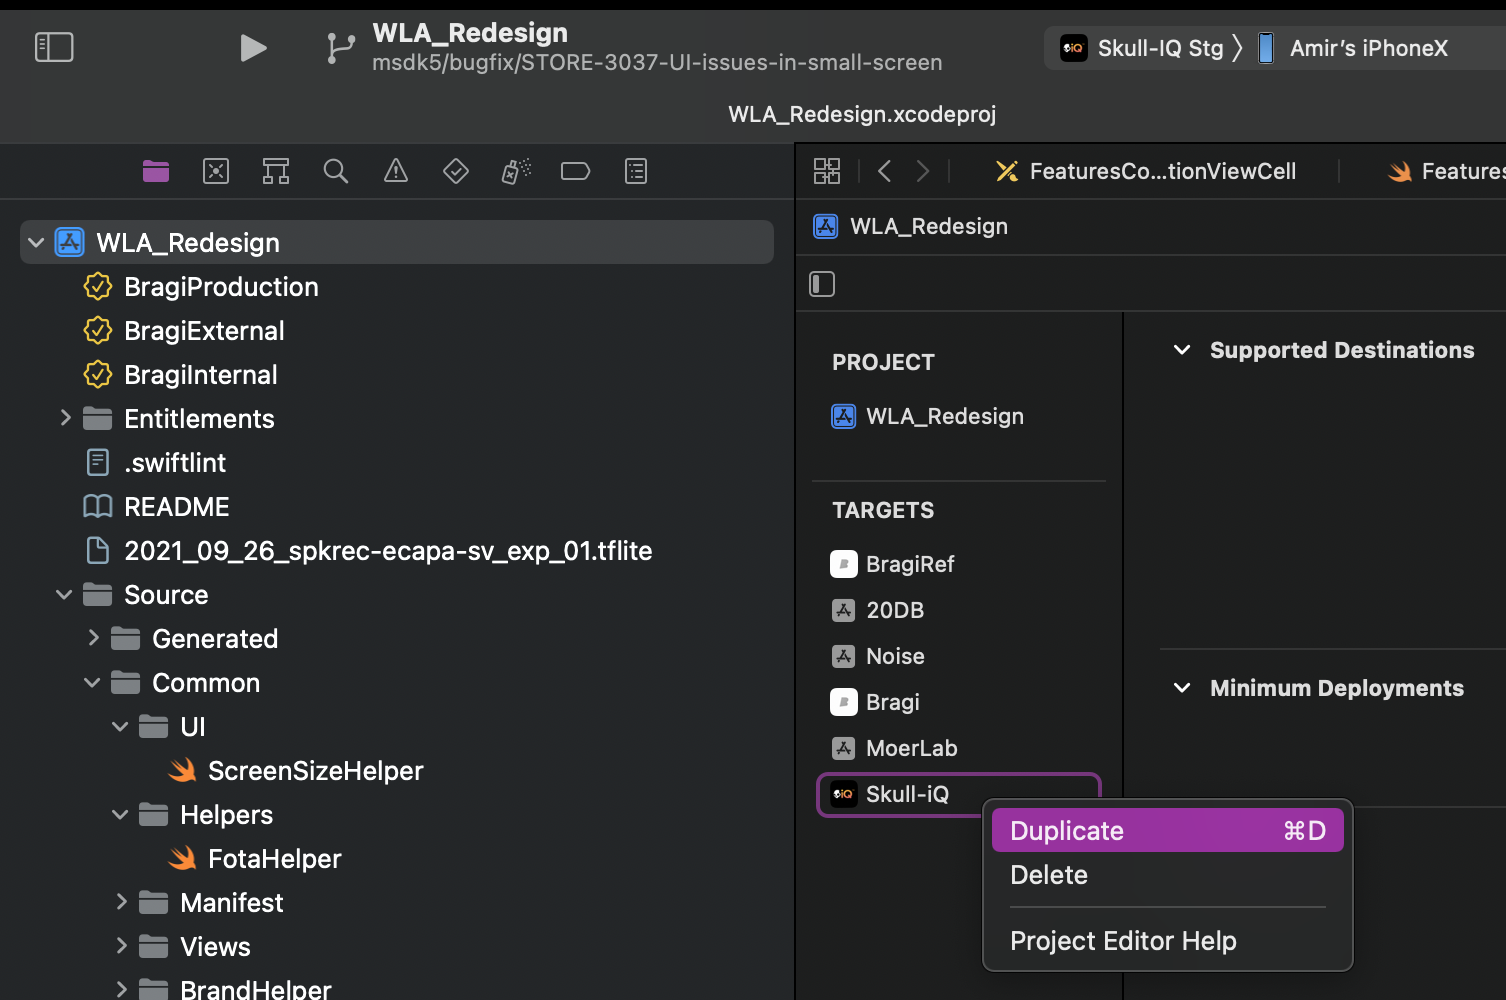 WLA_Redesign
msdk5/bugfix/STORE-3037-UI-issues-in-small-screen
Skull-IQ Stg
Amir’s iPhoneX
WLA_Redesign.xcodeproj
FeaturesCo...tionViewCell
Features
WLA_Redesign
BragiProduction
BragiExternal
BragiInternal
Entitlements
.swiftlint
README
2021_09_26_spkrec-ecapa-sv_exp_01.tflite
Source
Generated
Common
UI
ScreenSizeHelper
Helpers
FotaHelper
Manifest
Views
BrandHelper
WLA_Redesign
PROJECT
WLA_Redesign
TARGETS
BragiRef
20DB
Noise
Bragi
MoerLab
Skull-iQ
Supported Destinations
Minimum Deployments
Duplicate ⌘D
Delete
Project Editor Help